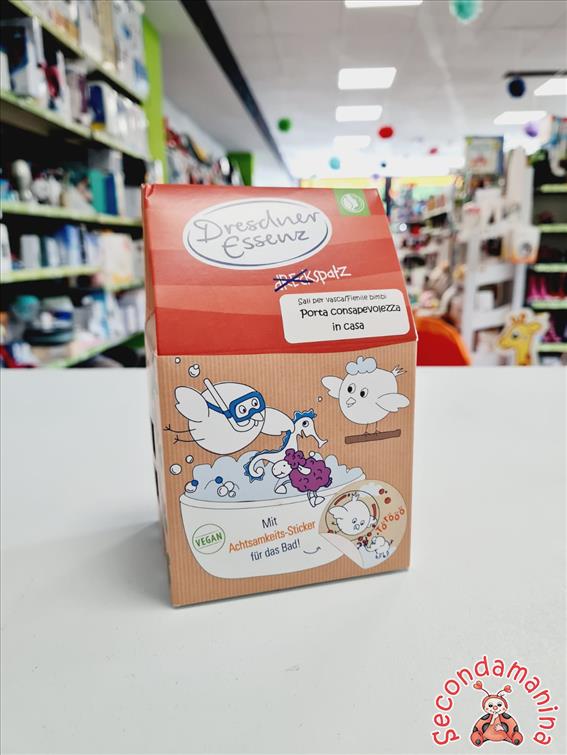 Dresdner
Essenz
dRECKspatz
Sali per vasca/Fienile bimbi
Porta consapevolezza
in casa
VEGAN
Mit
Achtsamkeits-Sticker
für das Bad!
Secondamanina